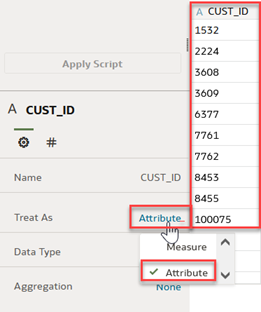 A CUST_ID
1532
2224
3608
3609
6377
7761
7762
8453
8455
100075
Apply Script
A CUST_ID
#
Name CUST_ID
Treat As Attribute..
Measure
Attribute
Data Type
Aggregation None